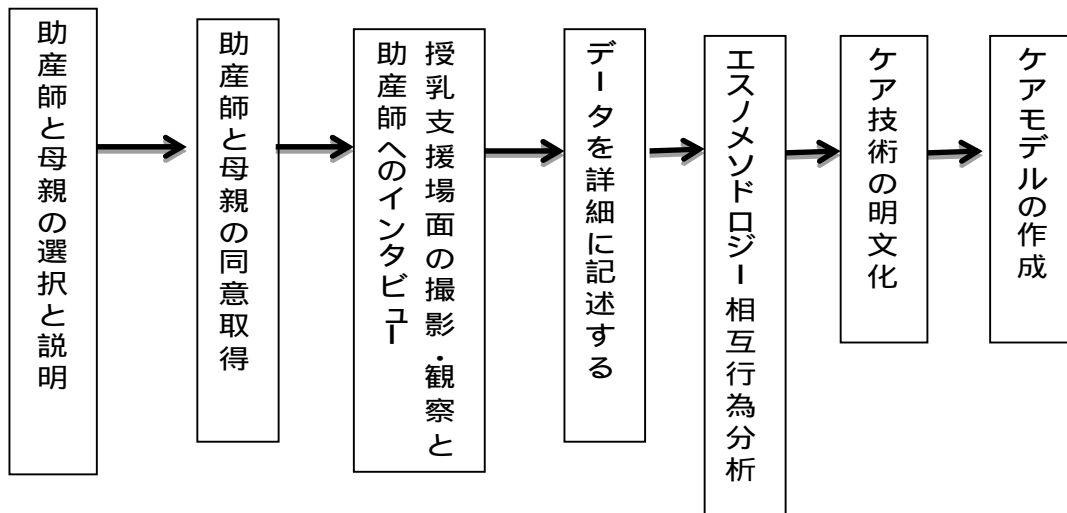 助産師と母親の選択と説明
助産師と母親の同意取得
授乳支援場面の撮影・観察と
助産師へのインタビュー
データを詳細に記述する
エスノメソドロジー相互行為分析
ケア技術の明文化
ケアモデルの作成